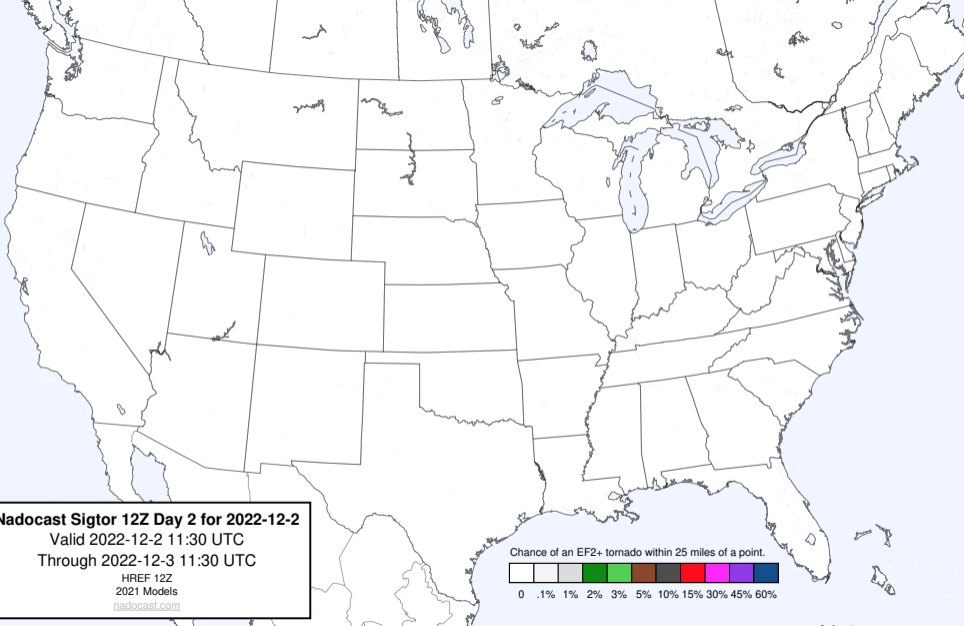 Nadocast Sigtor 12Z Day 2 for 2022-12-2
Valid 2022-12-2 11:30 UTC
Through 2022-12-3 11:30 UTC
HREF 12Z
2021 Models
nadocast.com
Chance of an EF2+ tornado within 25 miles of a point.
0 .1% 1% 2% 3% 5% 10% 15% 30% 45% 60%